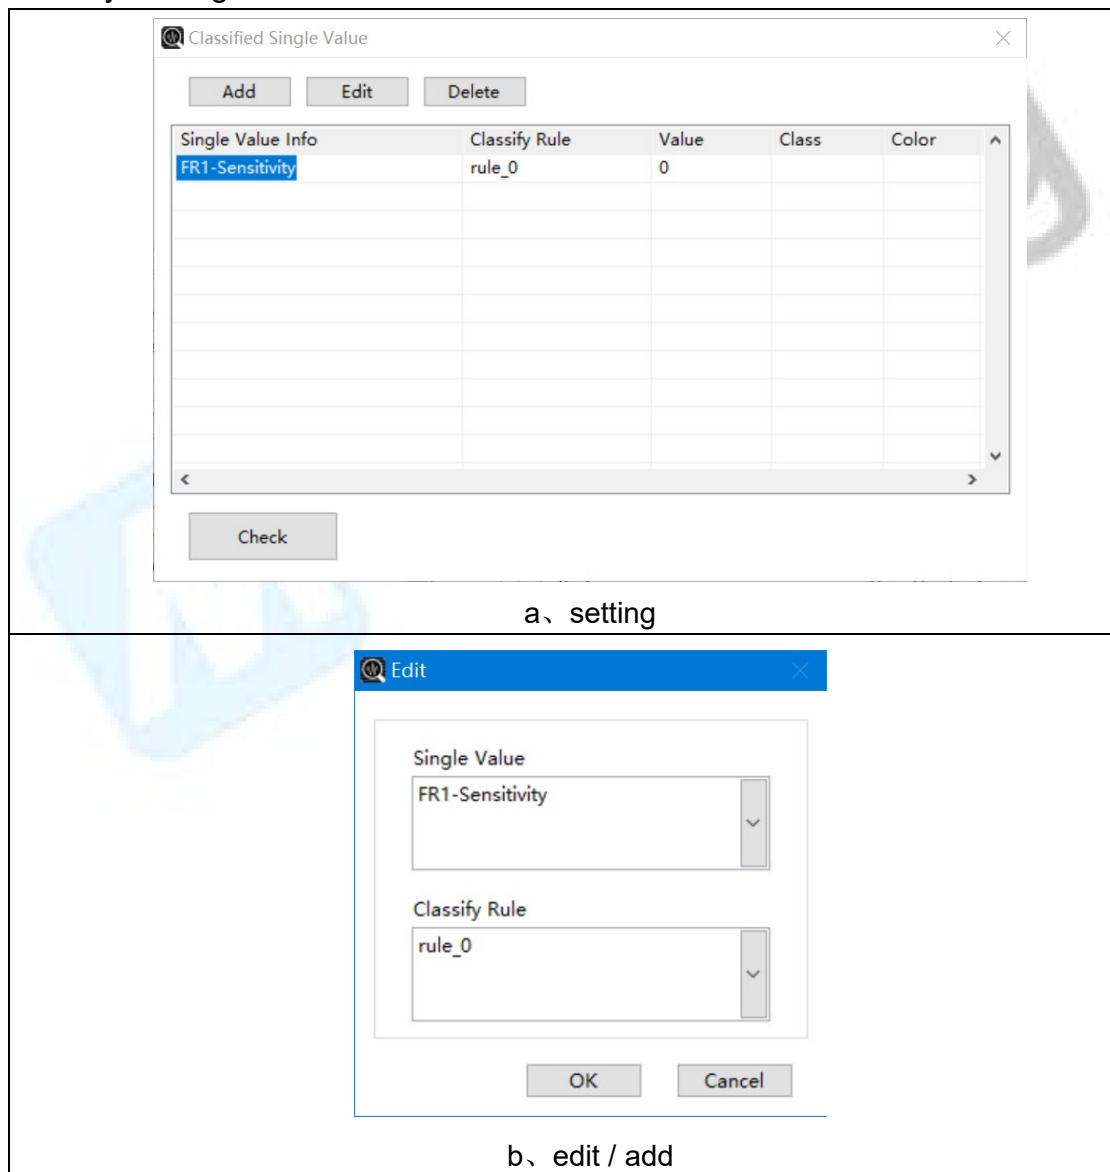 Classified Single Value
Add Edit Delete
Single Value Info Classify Rule Value Class Color
FR1-Sensitivity rule_0 0
Check
a、setting
Edit
Single Value
FR1-Sensitivity
Classify Rule
rule_0
OK Cancel
b、edit / add